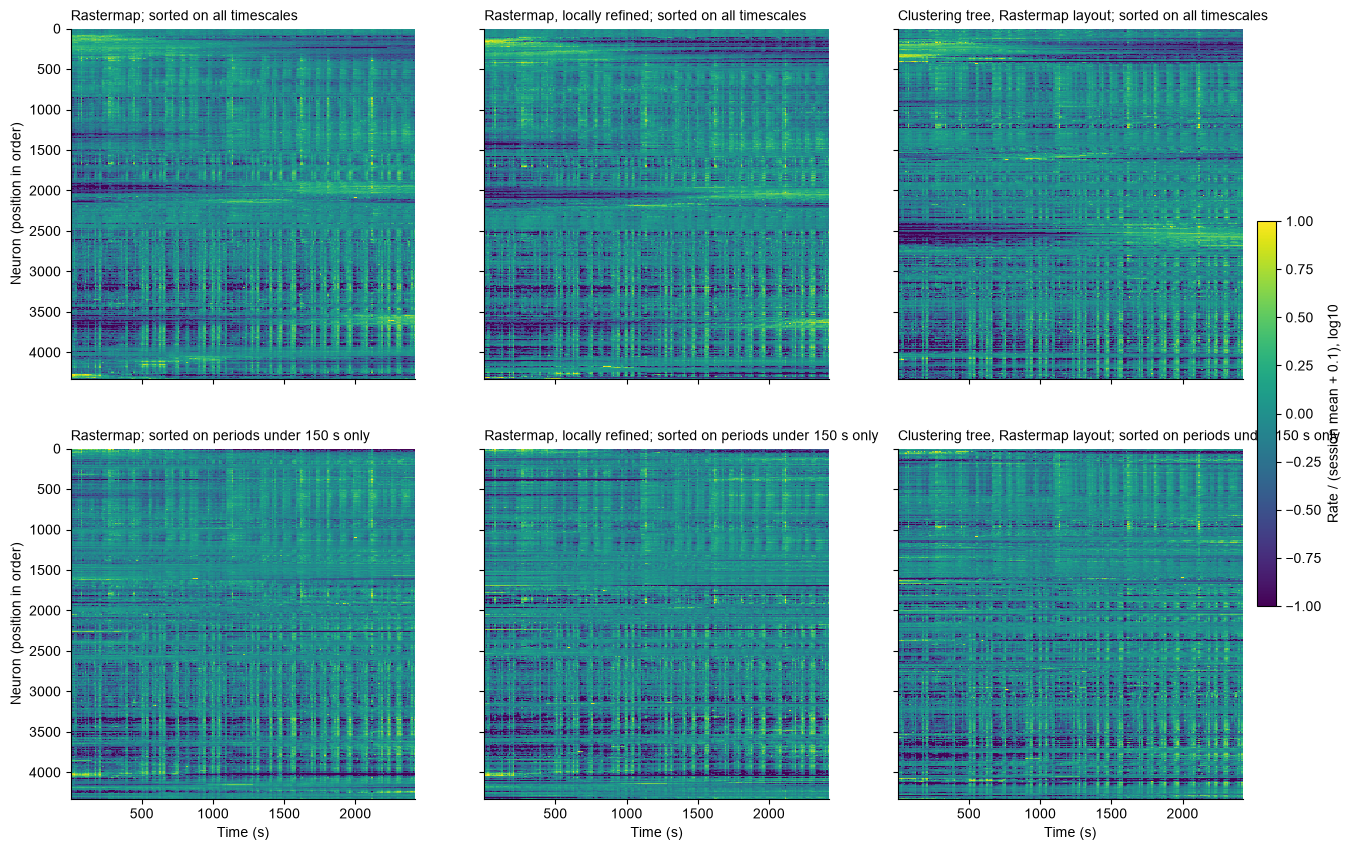 Rastermap; sorted on all timescales
Rastermap, locally refined; sorted on all timescales
Clustering tree, Rastermap layout; sorted on all timescales
0
500
1000
1500
2000
2500
3000
3500
4000
Neuron (position in order)
1.00
0.75
0.50
0.25
0.00
−0.25
−0.50
−0.75
−1.00
Rate / (session mean + 0.1), log10
Rastermap; sorted on periods under 150 s only
Rastermap, locally refined; sorted on periods under 150 s only
Clustering tree, Rastermap layout; sorted on periods under 150 s only
0
500
1000
1500
2000
2500
3000
3500
4000
Neuron (position in order)
500 1000 1500 2000
500 1000 1500 2000
500 1000 1500 2000
Time (s)
Time (s)
Time (s)